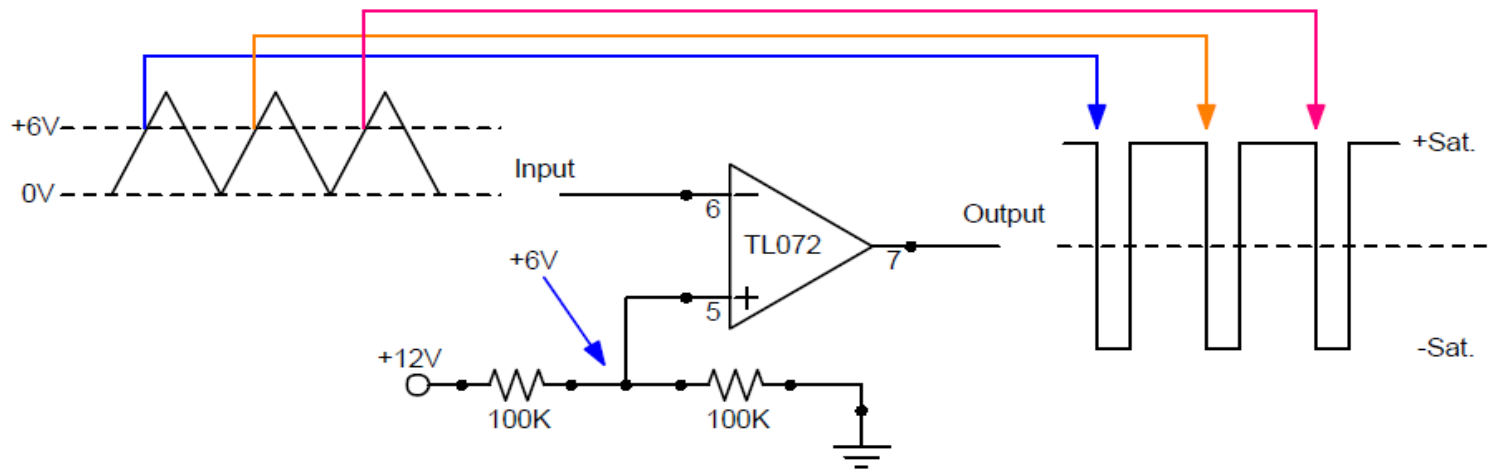 +6V
0V
Input
6
TL072
5
7
Output
+Sat.
-Sat.
+6V
+12V
100K
100K